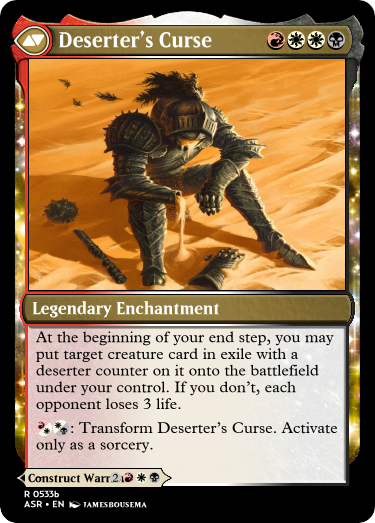 Deserter's Curse
Legendary Enchantment
At the beginning of your end step, you may
put target creature card in exile with a
deserter counter on it onto the battlefield
under your control. If you don't, each
opponent loses 3 life.
: Transform Deserter's Curse. Activate
only as a sorcery.
Construct War
R 0533b
ASR • EN JAMESBOUSEMA